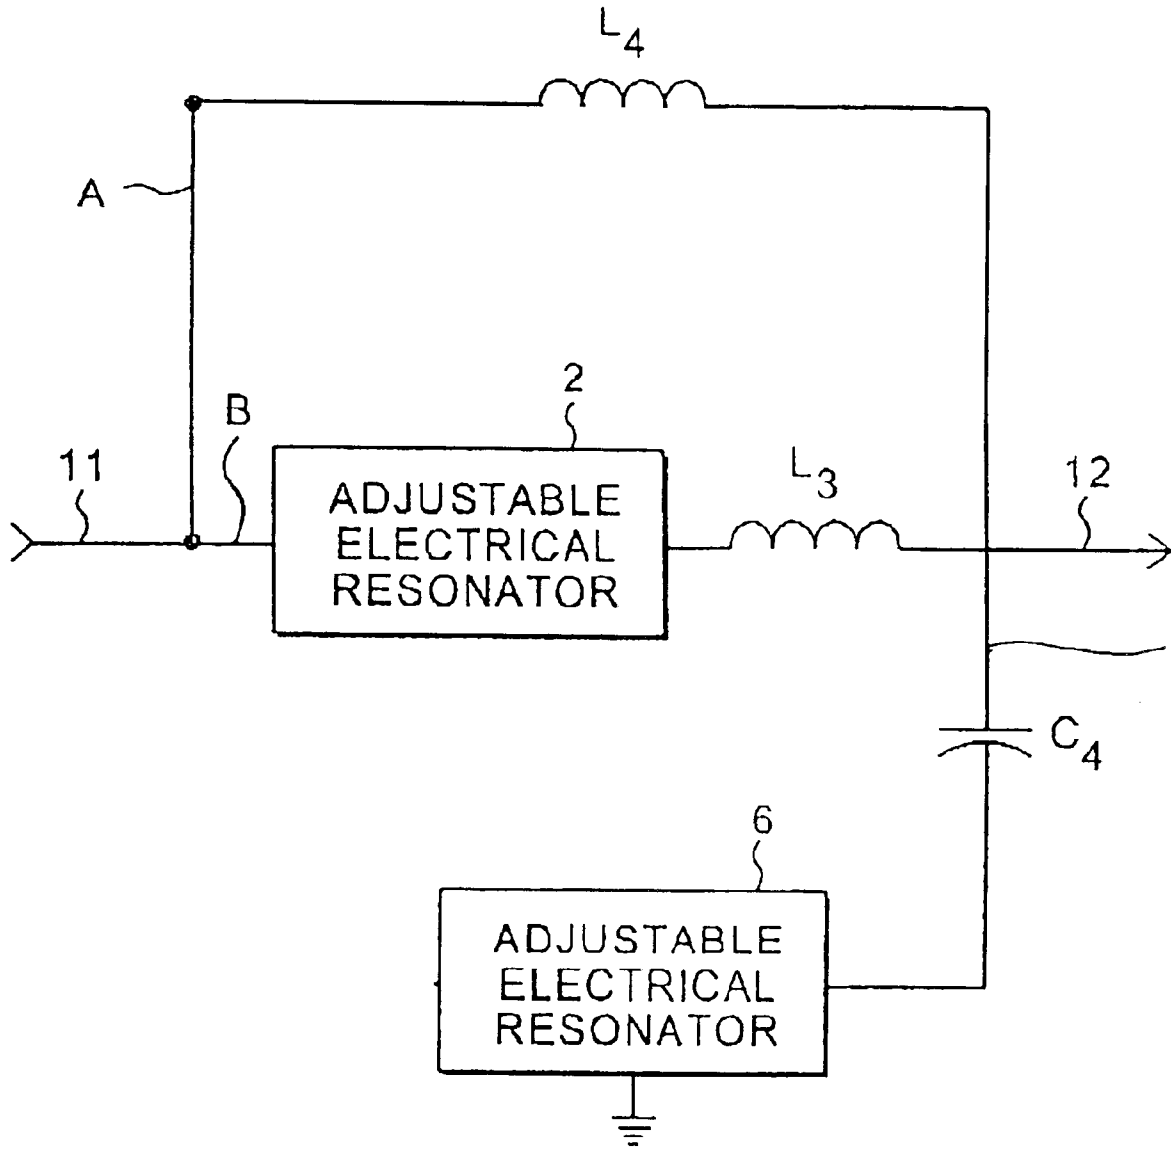 L4
A
2
B
11
ADJUSTABLE
ELECTRICAL
RESONATOR
L3
12
C4
6
ADJUSTABLE
ELECTRICAL
RESONATOR